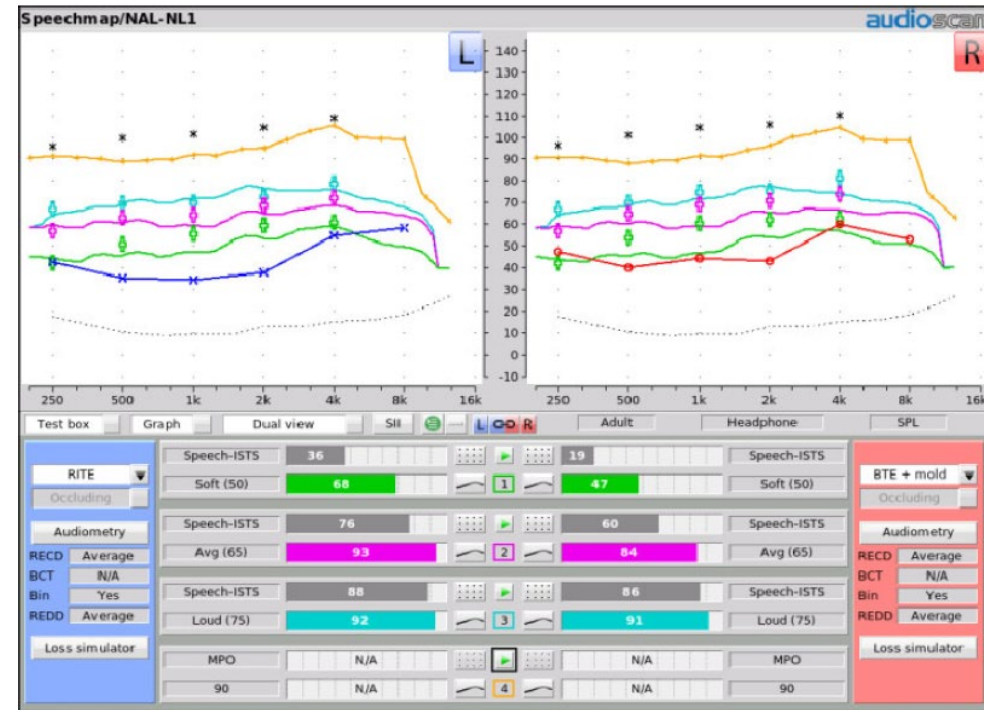 Speechmap/NAL-NL1 audioscan
L R
140
130
120
110
100
90
80
70
60
50
40
30
20
10
0
-10
250 500 1k 2k 4k 8k 16k 250 500 1k 2k 4k 8k 16k
Test box Graph Dual view SII L R Adult Headphone SPL
RITE
Occluding
Audiometry
RECD Average
BCT N/A
Bin Yes
REDD Average
Loss simulator
Speech-ISTS 36 19 Speech-ISTS
Soft (50) 68 1 47 Soft (50)
Speech-ISTS 76 60 Speech-ISTS
Avg (65) 93 2 84 Avg (65)
Speech-ISTS 88 86 Speech-ISTS
Loud (75) 92 3 91 Loud (75)
MPO N/A N/A MPO
90 N/A 4 N/A 90
BTE + mold
Occluding
Audiometry
RECD Average
BCT N/A
Bin Yes
REDD Average
Loss simulator